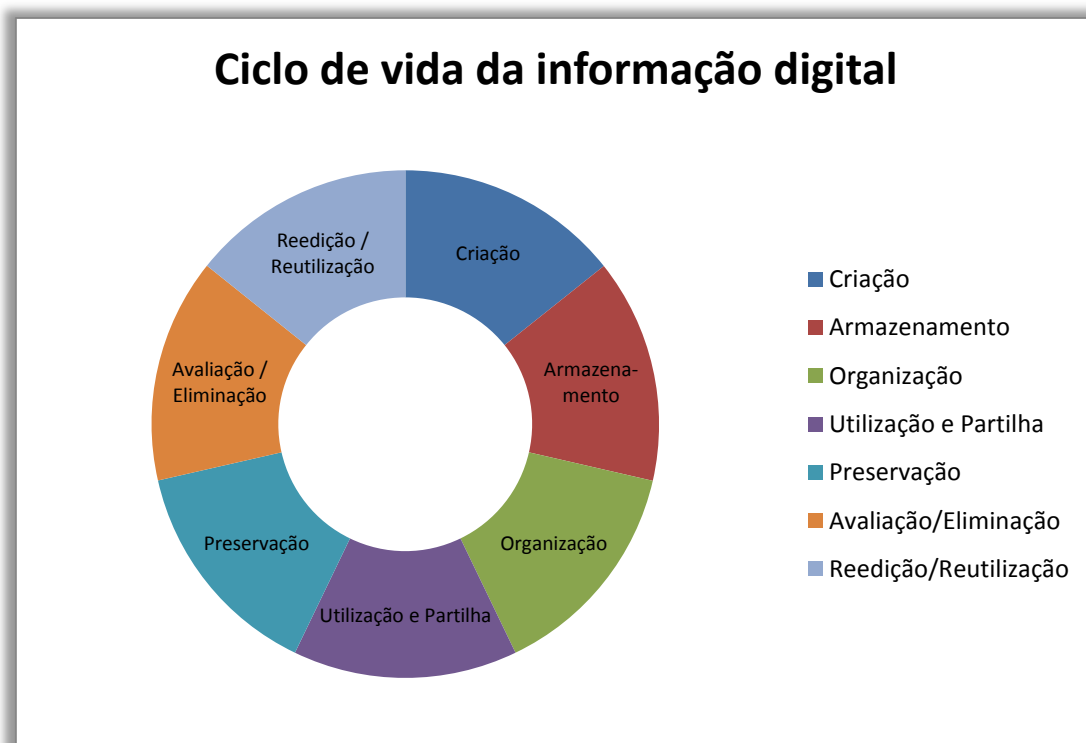 Ciclo de vida da informação digital
Reedição /
Reutilização
Criação
Avaliação /
Eliminação
Armazena-
mento
Preservação
Organização
Utilização e Partilha
Criação
Armazenamento
Organização
Utilização e Partilha
Preservação
Avaliação/Eliminação
Reedição/Reutilização